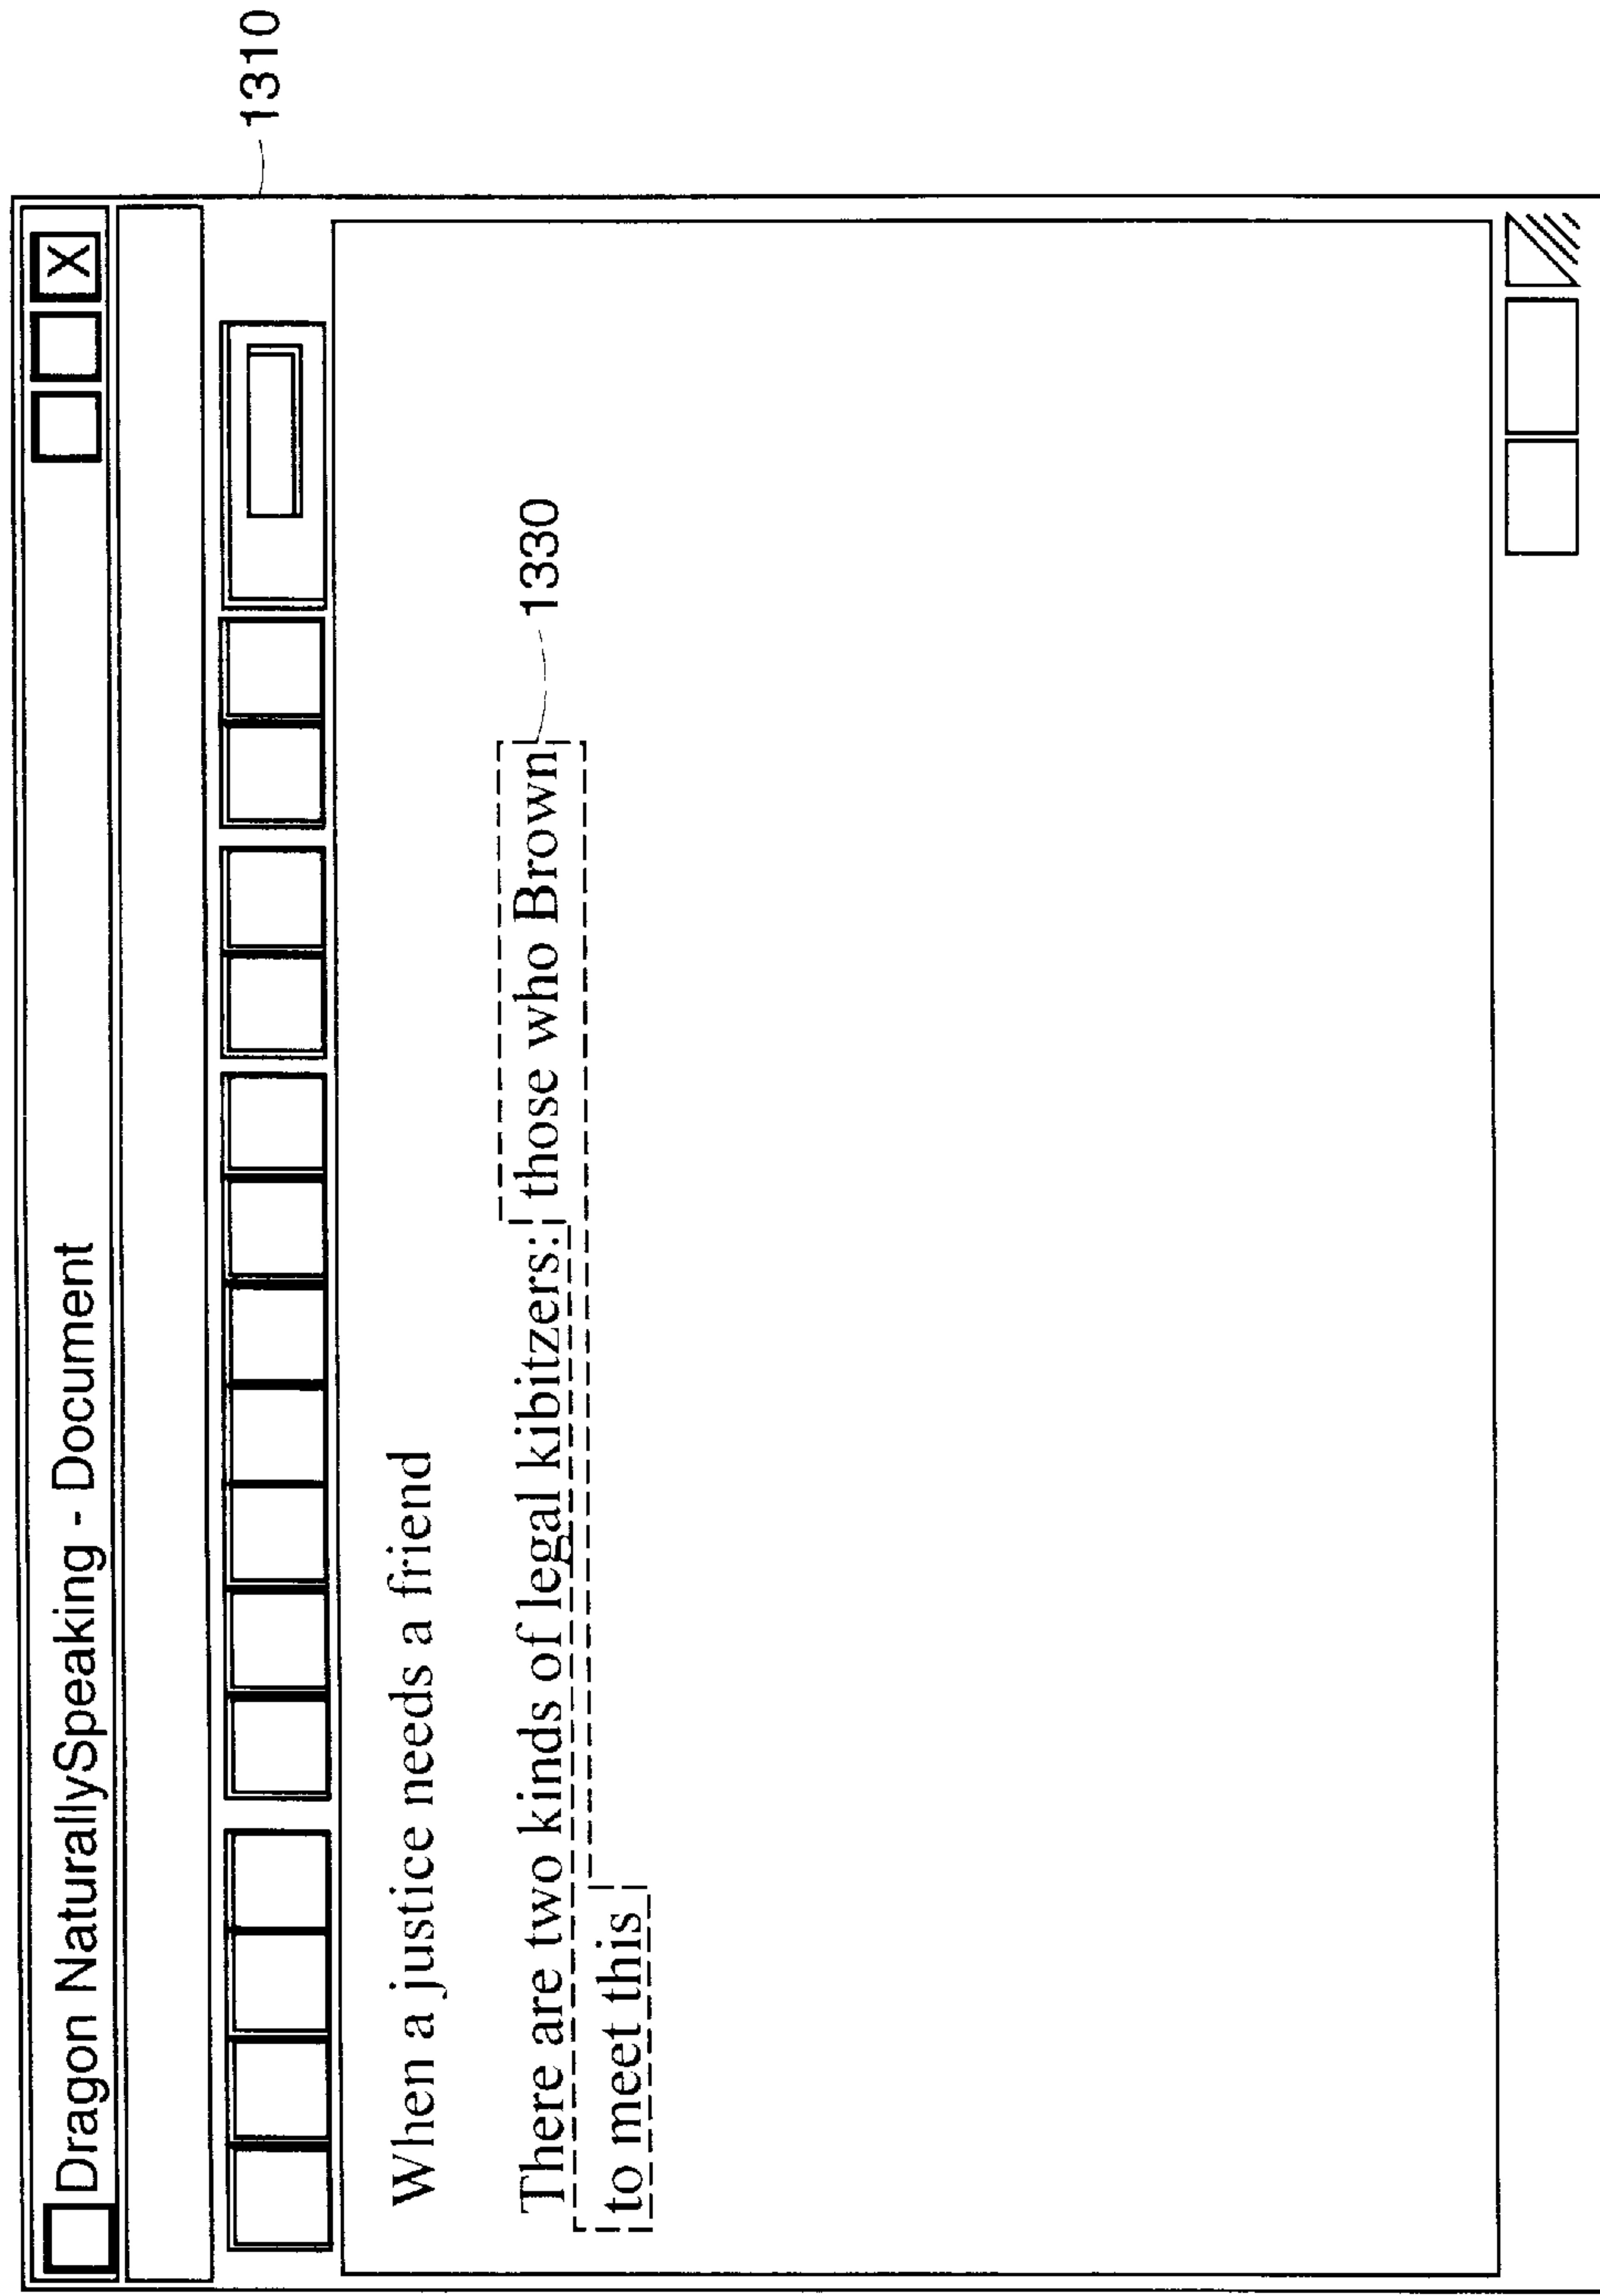 Dragon NaturallySpeaking - Document
X
1310
When a justice needs a friend
There are two kinds of legal kibitzers: those who Brown
1330
to meet this